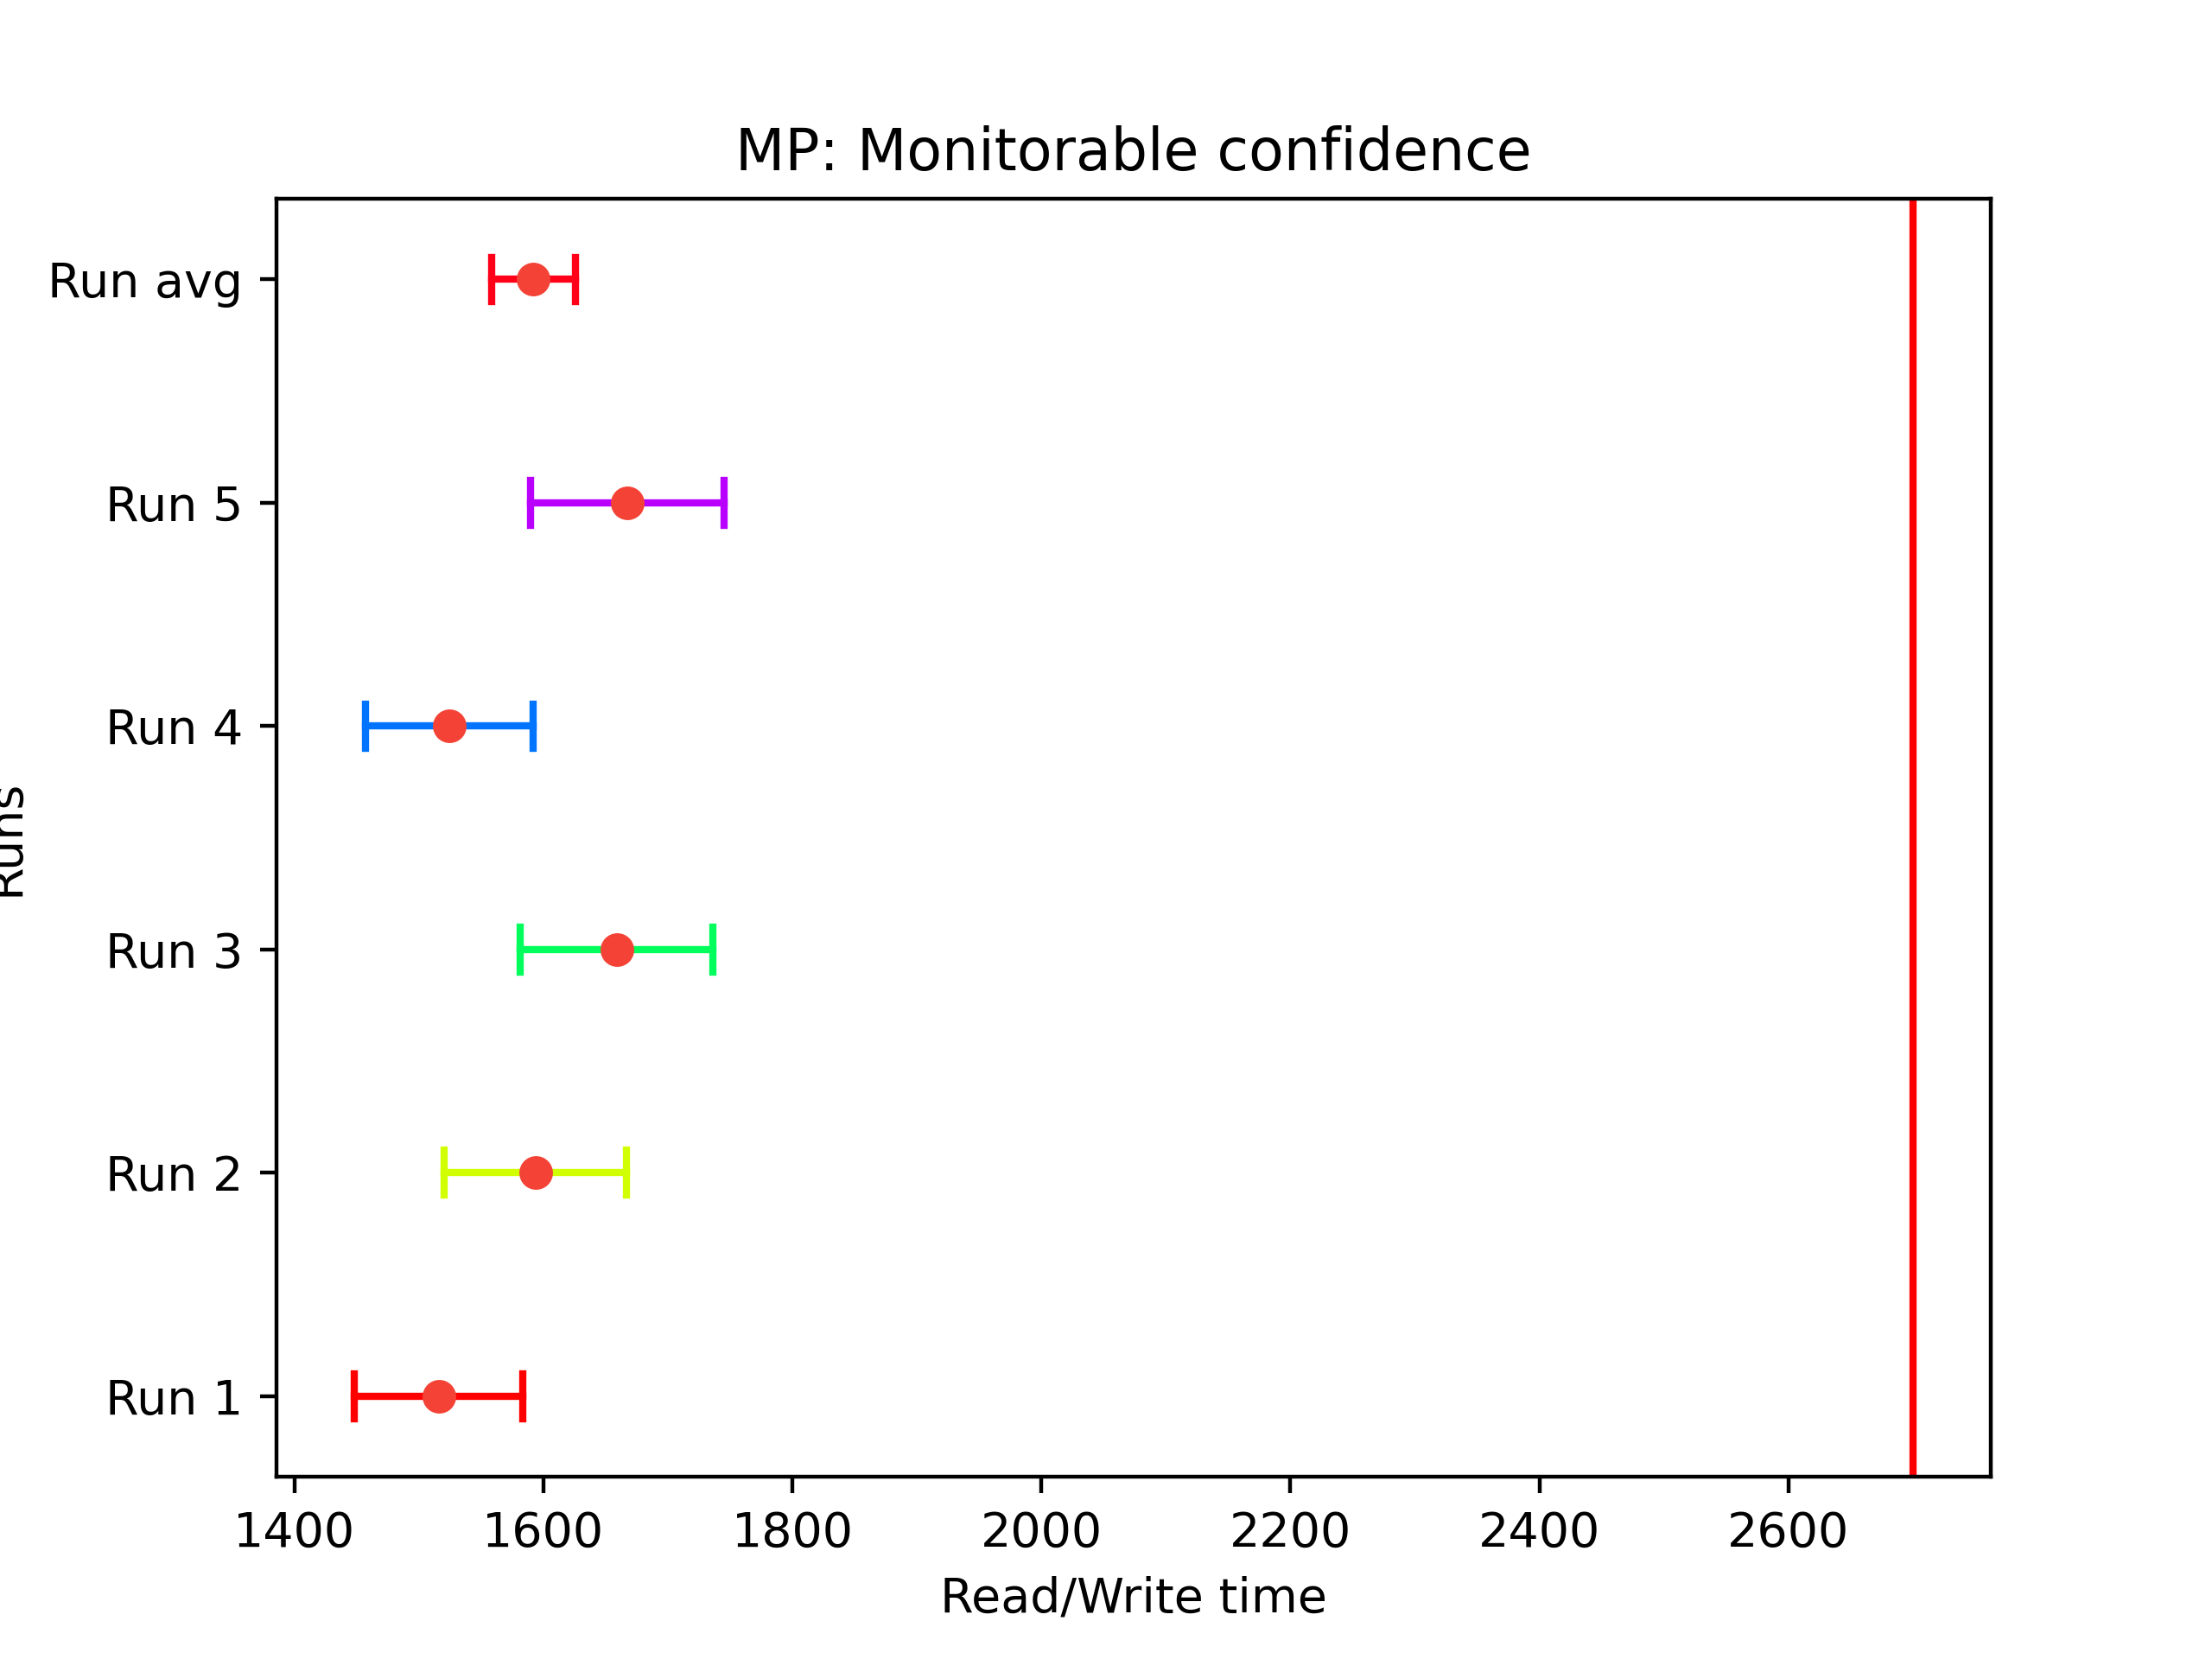 MP: Monitorable confidence
Run avg
Run 5
Run 4
Run 3
Run 2
Run 1
Runs
1400 1600 1800 2000 2200 2400 2600
Read/Write time